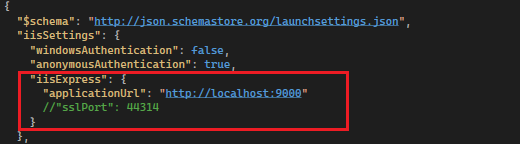 {
"$schema": "http://json.schemastore.org/launchsettings.json",
"iisSettings": {
"windowsAuthentication": false,
"anonymousAuthentication": true,
"iisExpress": {
"applicationUrl": "http://localhost:9000"
//"sslPort": 44314
}
},